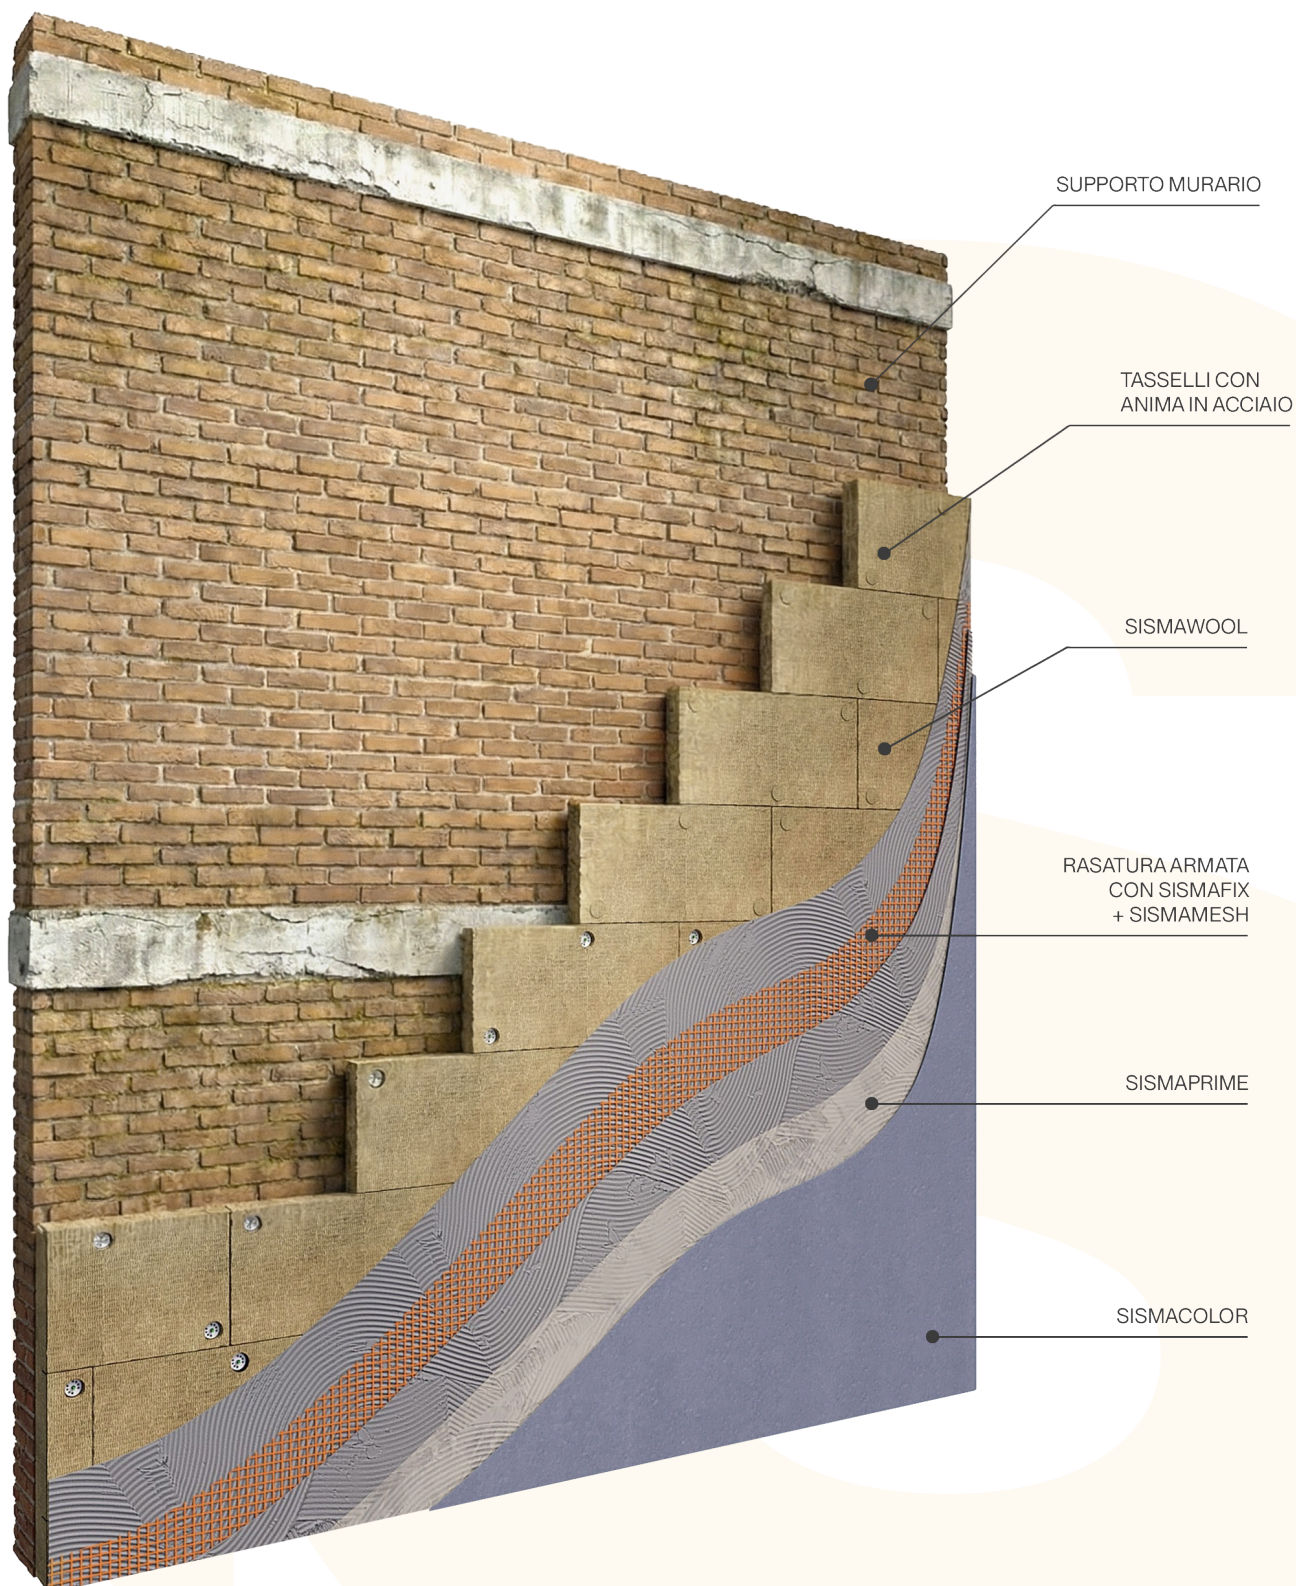 SUPPORTO MURARIO
TASSELLI CON
ANIMA IN ACCIAIO
SISMAWOOL
RASATURA ARMATA
CON SISMAFIX
+ SISMAMESH
SISMAPRIME
SISMACOLOR